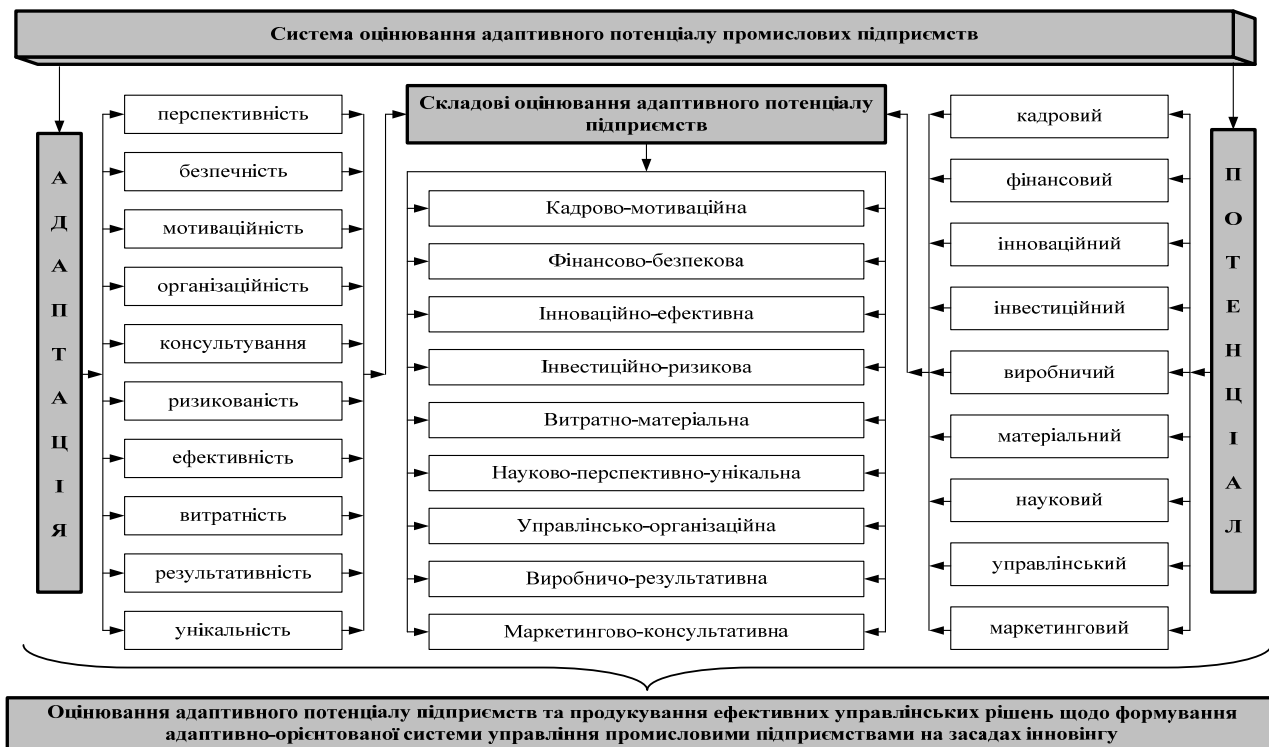 Система оцінювання адаптивного потенціалу промислових підприємств
АДАПТАЦІЯ
перспективність
безпечність
мотиваційність
організаційність
консультування
ризикованість
ефективність
витратність
результативність
унікальність
Складові оцінювання адаптивного потенціалу
підприємств
Кадрово-мотиваційна
Фінансово-безпекова
Інноваційно-ефективна
Інвестиційно-ризикова
Витратно-матеріальна
Науково-перспективно-унікальна
Управлінсько-організаційна
Виробничо-результативна
Маркетингово-консультативна
кадровий
фінансовий
інноваційний
інвестиційний
виробничий
матеріальний
науковий
управлінський
маркетинговий
ПОТЕНЦІАЛ
Оцінювання адаптивного потенціалу підприємств та продукування ефективних управлінських рішень щодо формування
адаптивно-орієнтованої системи управління промисловими підприємствами на засадах інновінгу